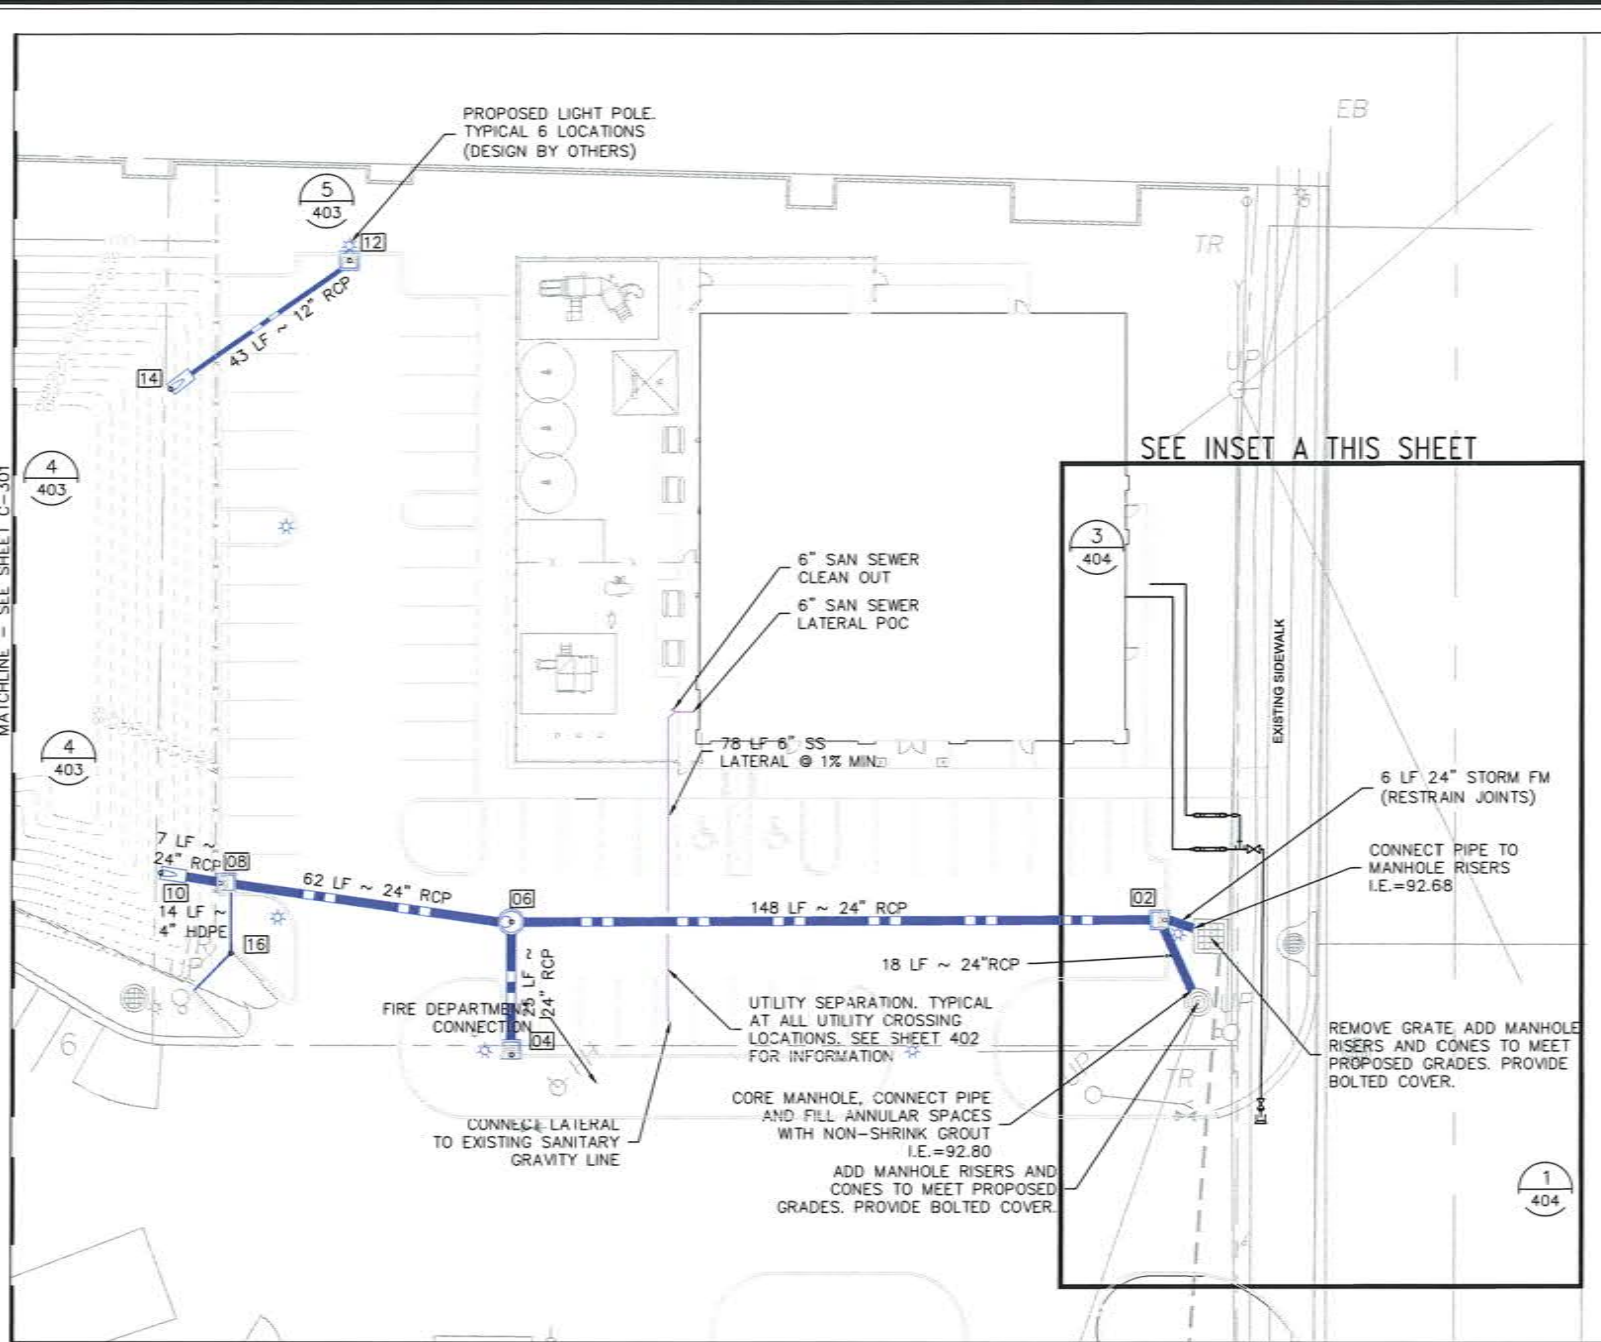 PROPOSED LIGHT POLE.
TYPICAL 6 LOCATIONS
(DESIGN BY OTHERS)
EB
5
403
12
TR
43 LF ~ 12" RCP
14
UP
SEE INSET A THIS SHEET
4
403
MATCHLINE - SEE SHEET C-301
3
404
6" SAN SEWER
CLEAN OUT
6" SAN SEWER
LATERAL POC
EXISTING SIDEWALK
4
403
78 LF 6" SS
LATERAL @ 1% MIN.
6 LF 24" STORM FM
(RESTRAIN JOINTS)
7 LF ~
24" RCP
08
10
62 LF ~ 24" RCP
06
148 LF ~ 24" RCP
02
CONNECT PIPE TO
MANHOLE RISERS
I.E.=92.68
14 LF ~
4" HDPE
16
18 LF ~ 24"RCP
24" RCP
FIRE DEPARTMENT
CONNECTION
04
UTILITY SEPARATION. TYPICAL
AT ALL UTILITY CROSSING
LOCATIONS. SEE SHEET 402
FOR INFORMATION
UP
REMOVE GRATE ADD MANHOLE
RISERS AND CONES TO MEET
PROPOSED GRADES. PROVIDE
BOLTED COVER.
6
UP
TR
CORE MANHOLE, CONNECT PIPE
AND FILL ANNULAR SPACES
WITH NON-SHRINK GROUT
I.E.=92.80
CONNECT LATERAL
TO EXISTING SANITARY
GRAVITY LINE
ADD MANHOLE RISERS AND
CONES TO MEET PROPOSED
GRADES. PROVIDE BOLTED COVER.
1
404